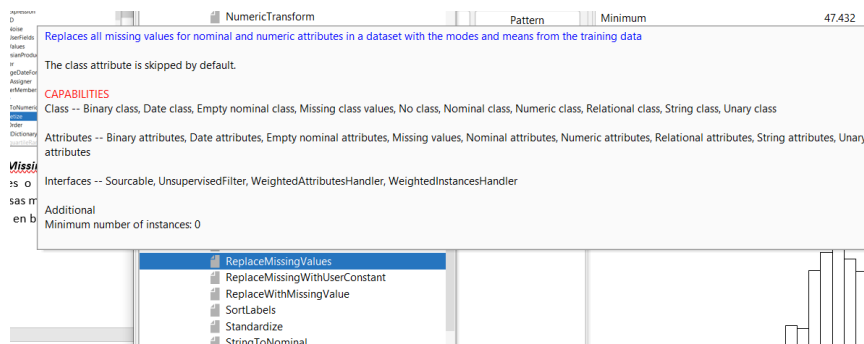 NumericTransform
Pattern
Minimum
47.432
Replaces all missing values for nominal and numeric attributes in a dataset with the modes and means from the training data
The class attribute is skipped by default.
CAPABILITIES
Class -- Binary class, Date class, Empty nominal class, Missing class values, No class, Nominal class, Numeric class, Relational class, String class, Unary class
Attributes -- Binary attributes, Date attributes, Empty nominal attributes, Missing values, Nominal attributes, Numeric attributes, Relational attributes, String attributes, Unary
attributes
Interfaces -- Sourcable, UnsupervisedFilter, WeightedAttributesHandler, WeightedInstancesHandler
Additional
Minimum number of instances: 0
en b
ReplaceMissingValues
ReplaceMissingWithUserConstant
ReplaceWithMissingValue
SortLabels
Standardize
StringToNominal